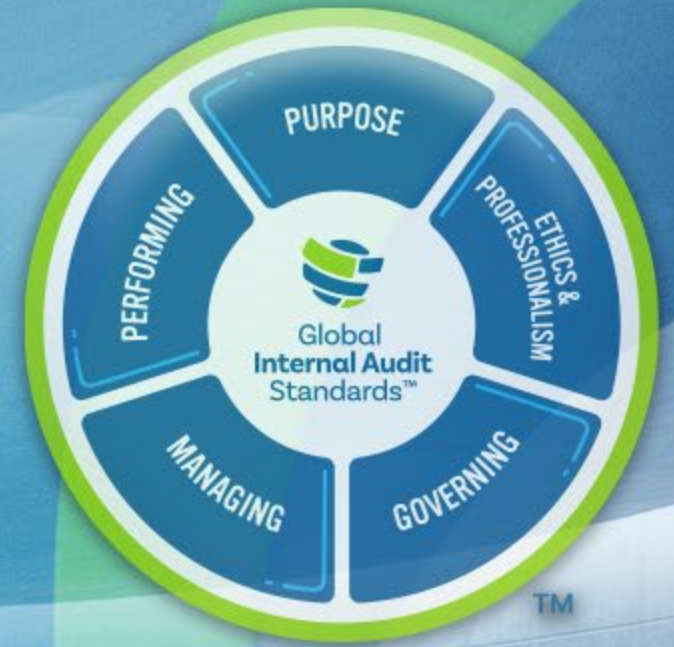 PURPOSE
ETHICS &
PROFESSIONALISM
GOVERNING
MANAGING
PERFORMING
Global
Internal Audit
Standards™
TM